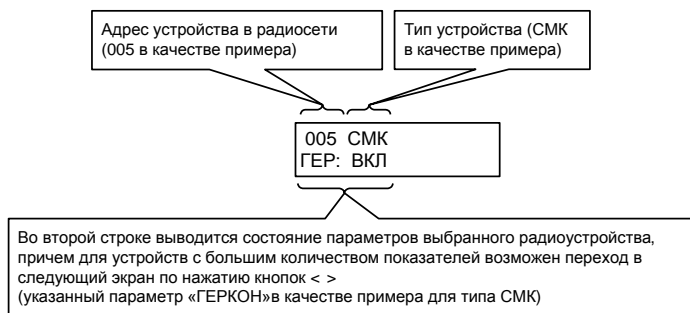 Адрес устройства в радиосети
(005 в качестве примера)
Тип устройства (СМК
в качестве примера)
005 СМК
ГЕР: ВКЛ
Во второй строке выводится состояние параметров выбранного радиоустройства,
причем для устройств с большим количеством показателей возможен переход в
следующий экран по нажатию кнопок < >
(указанный параметр «ГЕРКОН»в качестве примера для типа СМК)